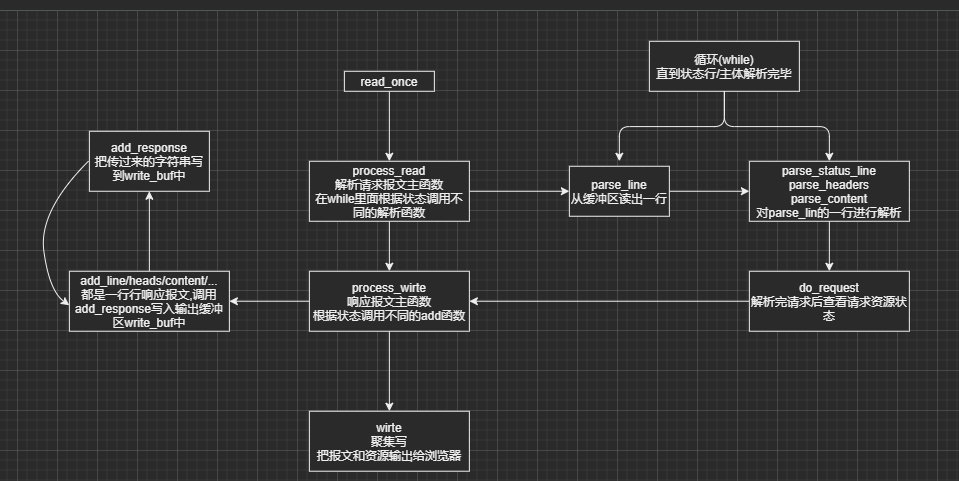 循环(while)
直到状态行/主体解析完毕
read_once
add_response
把传过来的字符串写
到write_buf中
process_read
解析请求报文主函数
在while里面根据状态调用不
同的解析函数
parse_line
从缓冲区读出一行
parse_status_line
parse_headers
parse_content
对parse_lin的一行进行解析
add_line/heads/content/...
都是一行行响应报文,调用
add_response写入输出缓冲
区write_buf中
process_wirte
响应报文主函数
根据状态调用不同的add函数
do_request
解析完请求后查看请求资源状
态
wirte
聚集写
把报文和资源输出给浏览器